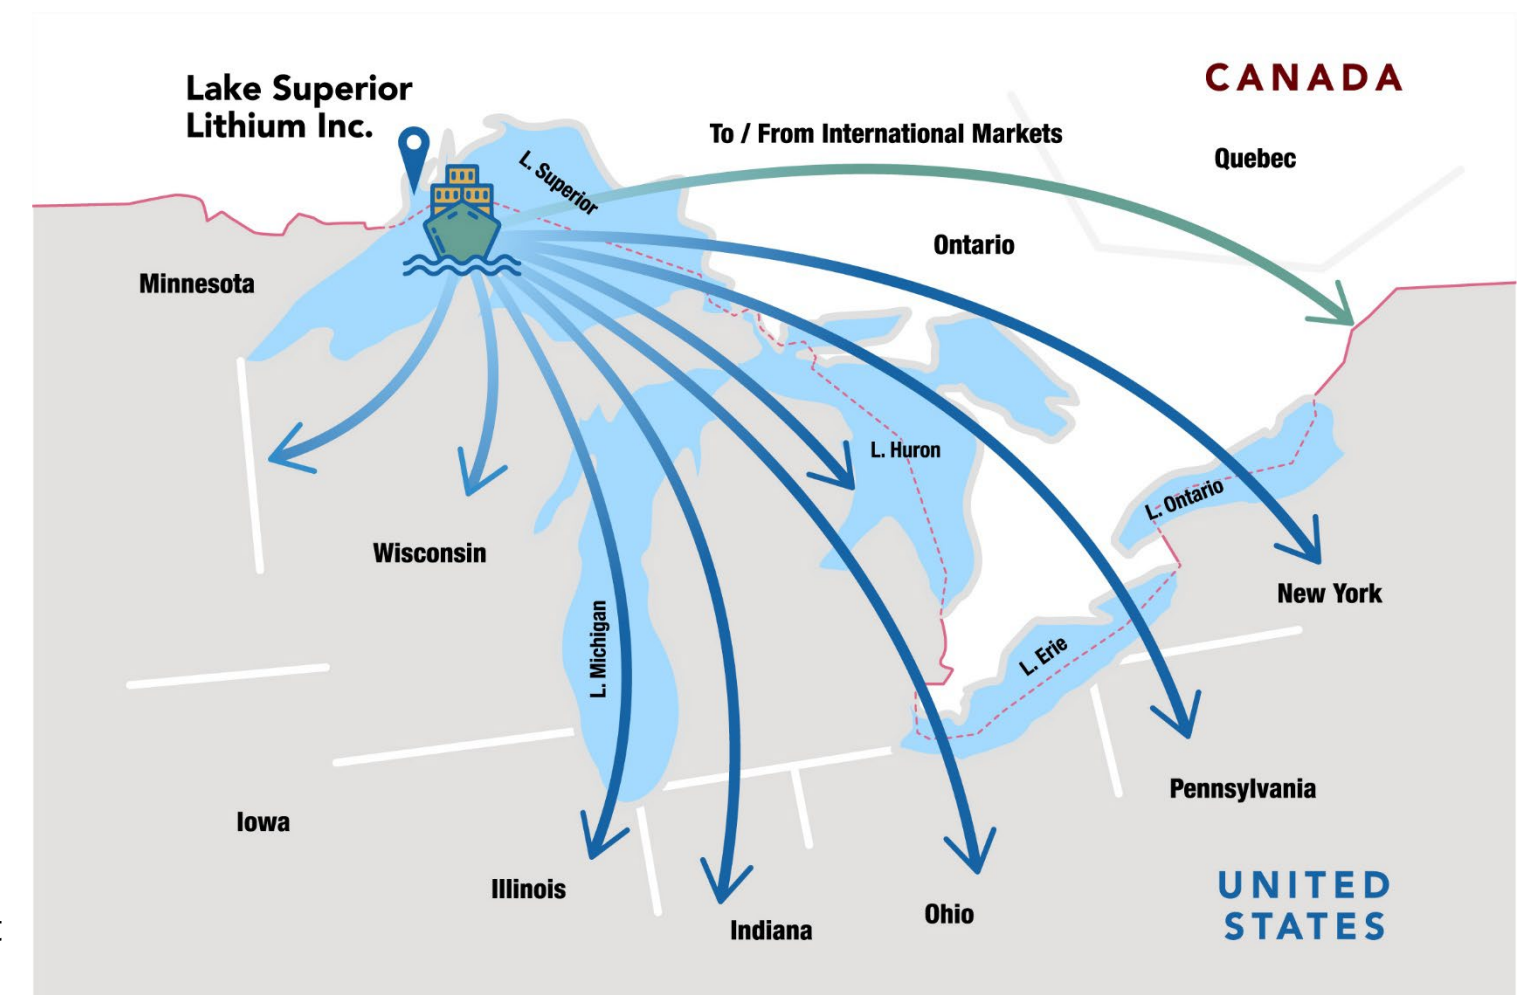 Lake Superior
Lithium Inc.
CANADA
To / From International Markets
Quebec
L. Superior
Ontario
Minnesota
L. Huron
L. Ontario
Wisconsin
New York
L. Michigan
L. Erie
Pennsylvania
Iowa
Illinois
Indiana
Ohio
UNITED
STATES